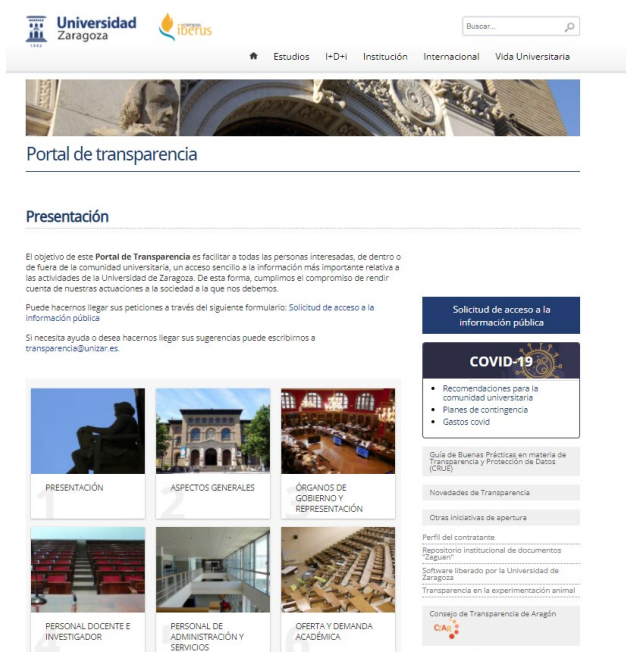 Universidad
Zaragoza
1542
campus
iberus
Buscar...
Estudios I+D+i Institución Internacional Vida Universitaria
Portal de transparencia
Presentación
El objetivo de este Portal de Transparencia es facilitar a todas las personas interesadas, de dentro o
de fuera de la comunidad universitaria, un acceso sencillo a la información más importante relativa a
las actividades de la Universidad de Zaragoza. De esta forma, cumplimos el compromiso de rendir
cuenta de nuestras actuaciones a la sociedad a la que nos debemos.
Puede hacernos llegar sus peticiones a través del siguiente formulario: Solicitud de acceso a la
información pública
Si necesita ayuda o desea hacernos llegar sus sugerencias puede escribirnos a
transparencia@unizar.es.
1
PRESENTACIÓN
2
ASPECTOS GENERALES
3
ÓRGANOS DE
GOBIERNO Y
REPRESENTACIÓN
4
PERSONAL DOCENTE E
INVESTIGADOR
5
PERSONAL DE
ADMINISTRACIÓN Y
SERVICIOS
6
OFERTA Y DEMANDA
ACADÉMICA
Solicitud de acceso a la
información pública
COVID-19
Recomendaciones para la
comunidad universitaria
Planes de contingencia
Gastos covid
Guía de Buenas Prácticas en materia de
Transparencia y Protección de Datos
(CRUE)
Novedades de Transparencia
Otras iniciativas de apertura
Perfil del contratante
Repositorio institucional de documentos
"Zaguan"
Software liberado por la Universidad de
Zaragoza
Transparencia en la experimentación animal
Consejo de Transparencia de Aragón